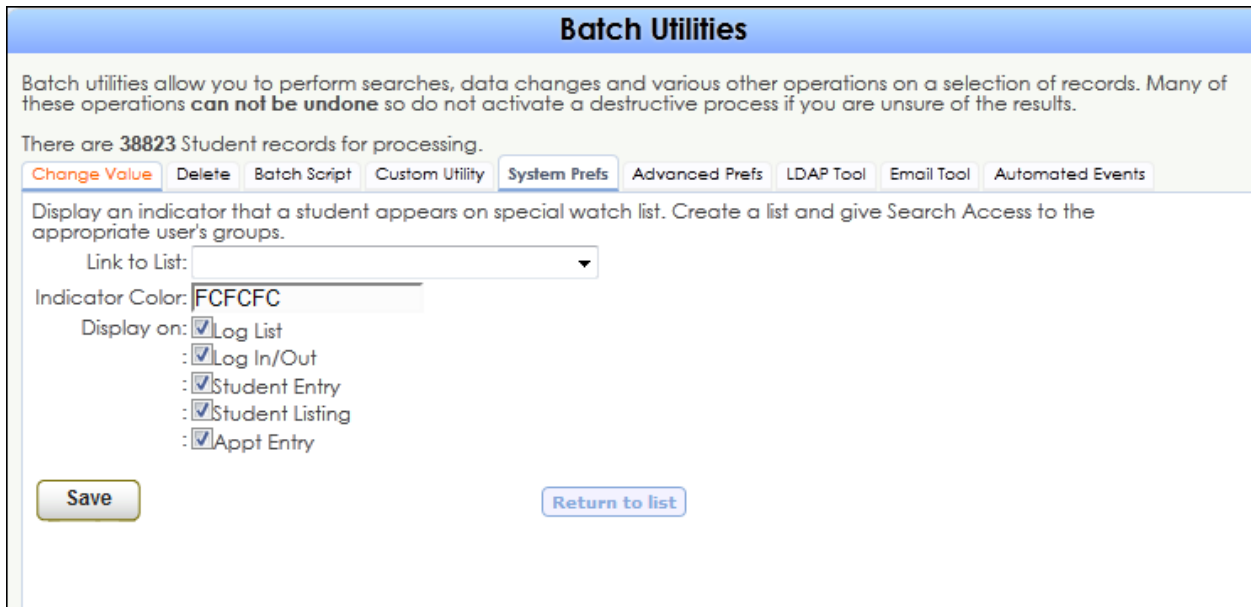 Batch Utilities
Batch utilities allow you to perform searches, data changes and various other operations on a selection of records. Many of
these operations can not be undone so do not activate a destructive process if you are unsure of the results.
There are 38823 Student records for processing.
Change Value Delete Batch Script Custom Utility System Prefs Advanced Prefs LDAP Tool Email Tool Automated Events
Display an indicator that a student appears on special watch list. Create a list and give Search Access to the
appropriate user's groups.
Link to List:
Indicator Color: FCFCFC
Display on: Log List
: Log In/Out
: Student Entry
: Student Listing
: Appt Entry
Save Return to list